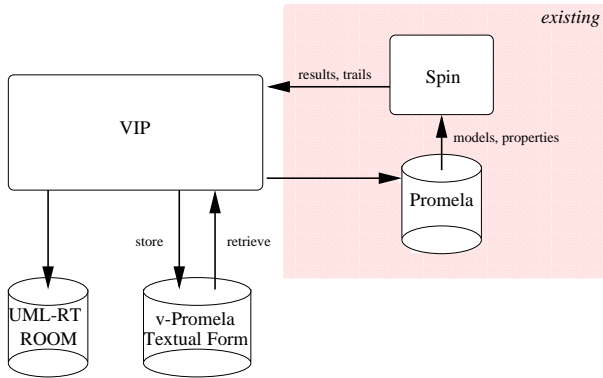 existing
results, trails
Spin
VIP
models, properties
Promela
store
retrieve
UML-RT
ROOM
v-Promela
Textual Form